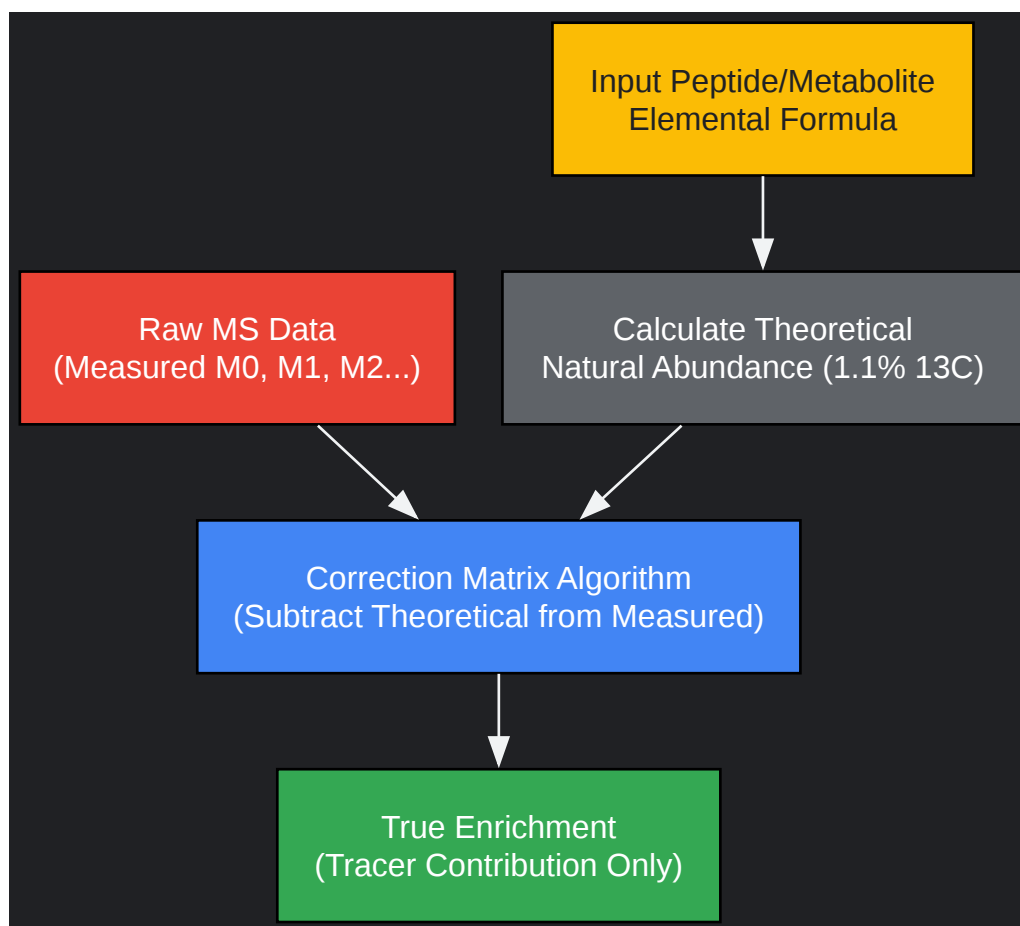 Input Peptide/Metabolite
Elemental Formula
Raw MS Data
(Measured M0, M1, M2...)
Calculate Theoretical
Natural Abundance (1.1% 13C)
Correction Matrix Algorithm
(Subtract Theoretical from Measured)
True Enrichment
(Tracer Contribution Only)